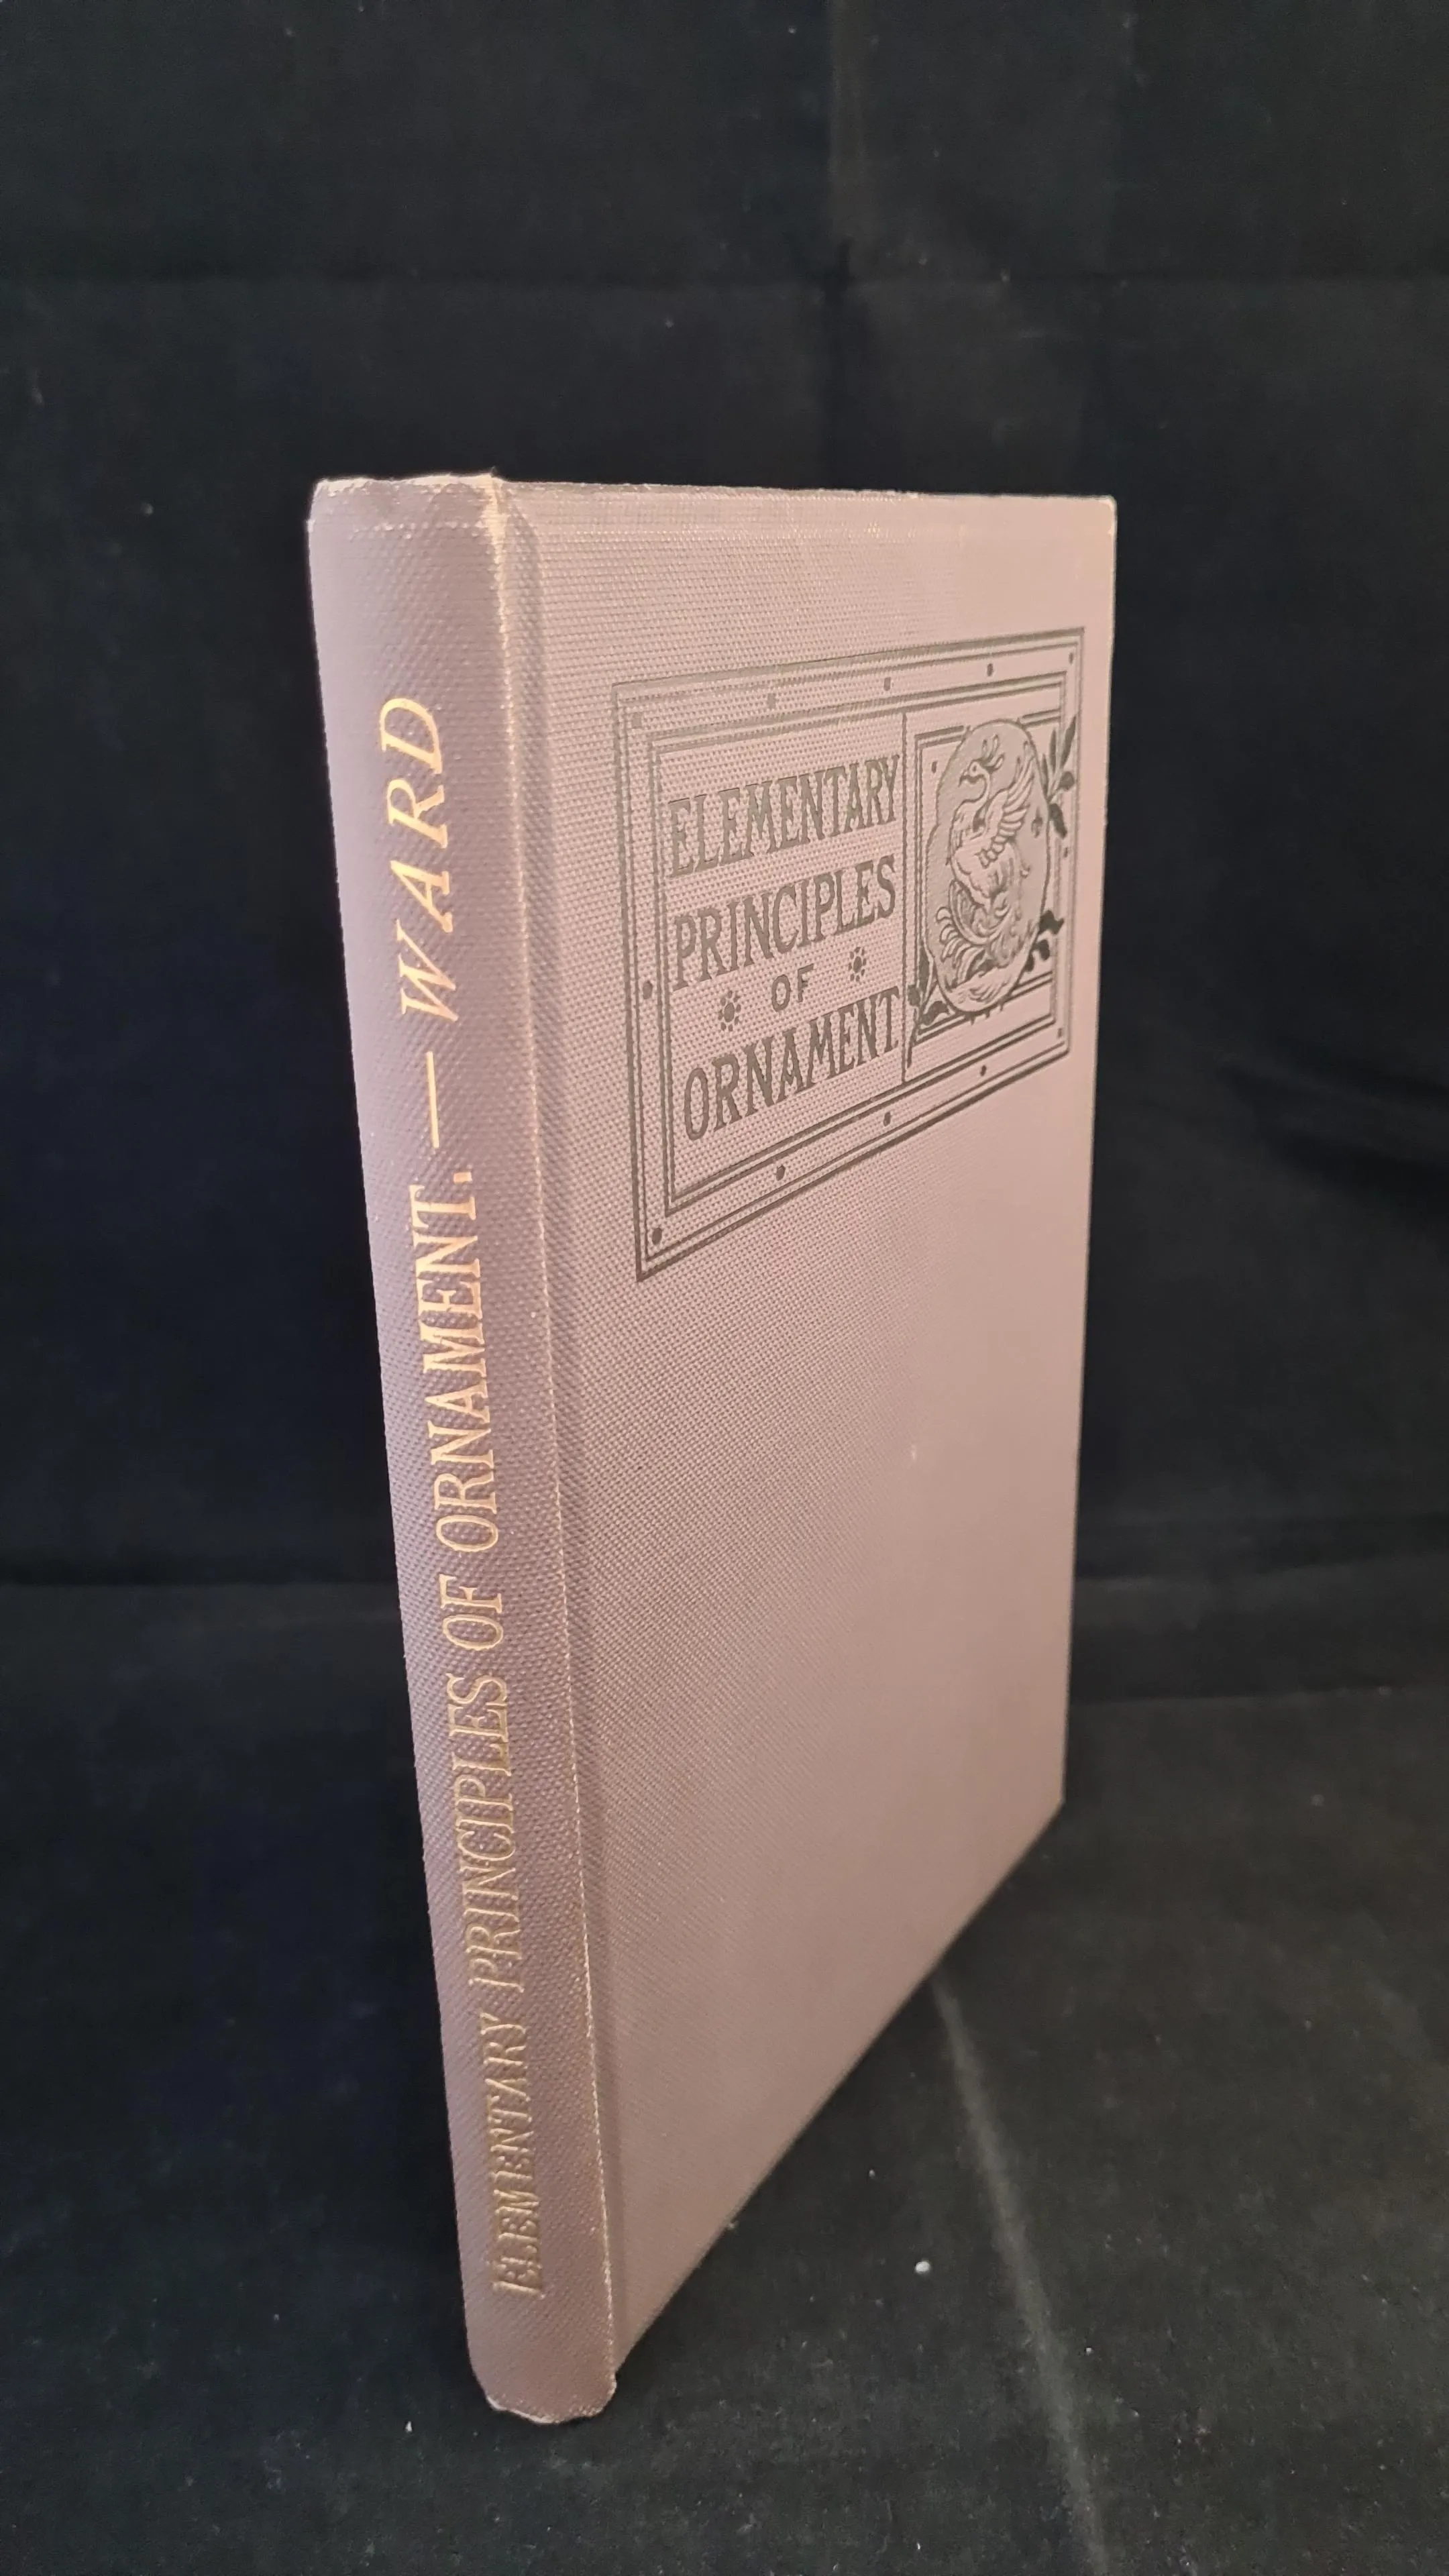 ELEMENTARY PRINCIPLES OF ORNAMENT.—WARD
ELEMENTARY
PRINCIPLES
OF
ORNAMENT